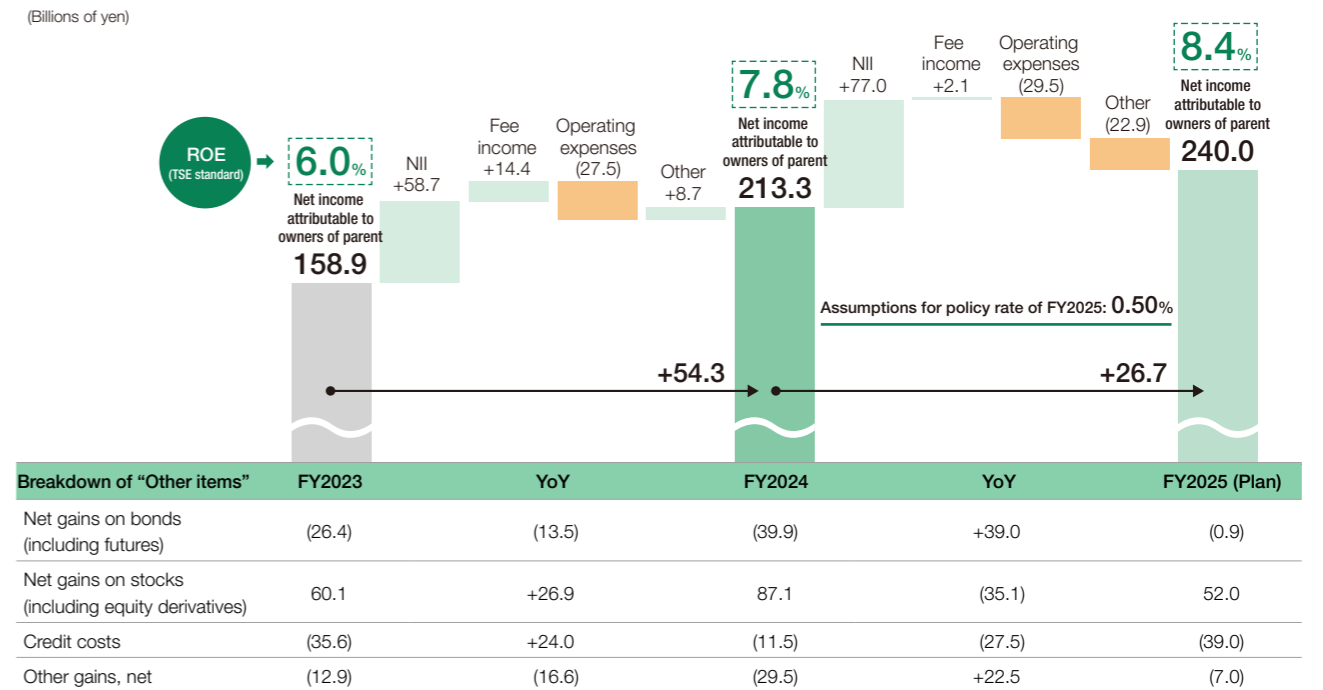 (Billions of yen)
ROE
(TSE standard)
6.0%
Net income
attributable to
owners of parent
158.9
NII
+58.7
Fee
income
+14.4
Operating
expenses
(27.5)
Other
+8.7
7.8%
Net income
attributable to
owners of parent
213.3
NII
+77.0
Fee
income
+2.1
Operating
expenses
(29.5)
Other
(22.9)
8.4%
Net income
attributable to
owners of parent
240.0
Assumptions for policy rate of FY2025: 0.50%
+54.3
+26.7
Breakdown of “Other items” FY2023 YoY FY2024 YoY FY2025 (Plan)
Net gains on bonds
(including futures) (26.4) (13.5) (39.9) +39.0 (0.9)
Net gains on stocks
(including equity derivatives) 60.1 +26.9 87.1 (35.1) 52.0
Credit costs (35.6) +24.0 (11.5) (27.5) (39.0)
Other gains, net (12.9) (16.6) (29.5) +22.5 (7.0)